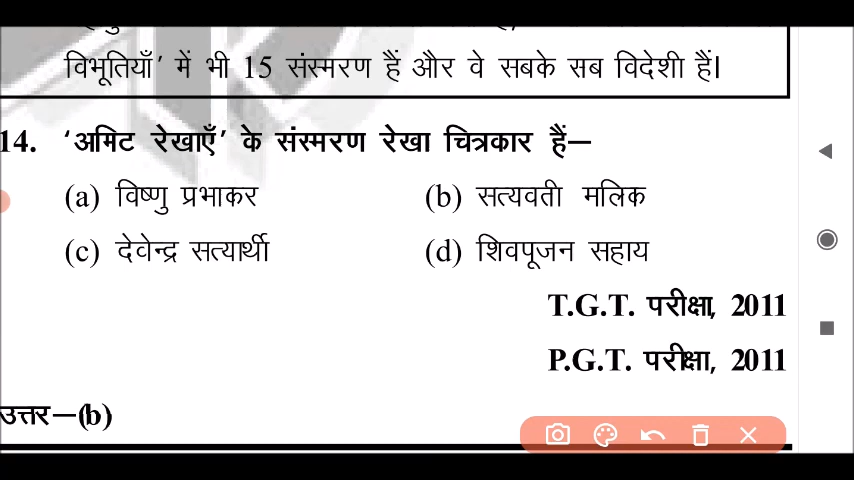 विभूतियाँ' में भी 15 संस्मरण हैं और वे सबके सब विदेशी हैं।
14. 'अमिट रेखाएँ' के संस्मरण रेखा चित्रकार हैं—
(a) विष्णु प्रभाकर (b) सत्यवती मलिक
(c) देवेन्द्र सत्यार्थी (d) शिवपूजन सहाय
T.G.T. परीक्षा, 2011
P.G.T. परीक्षा, 2011
उत्तर—(b)